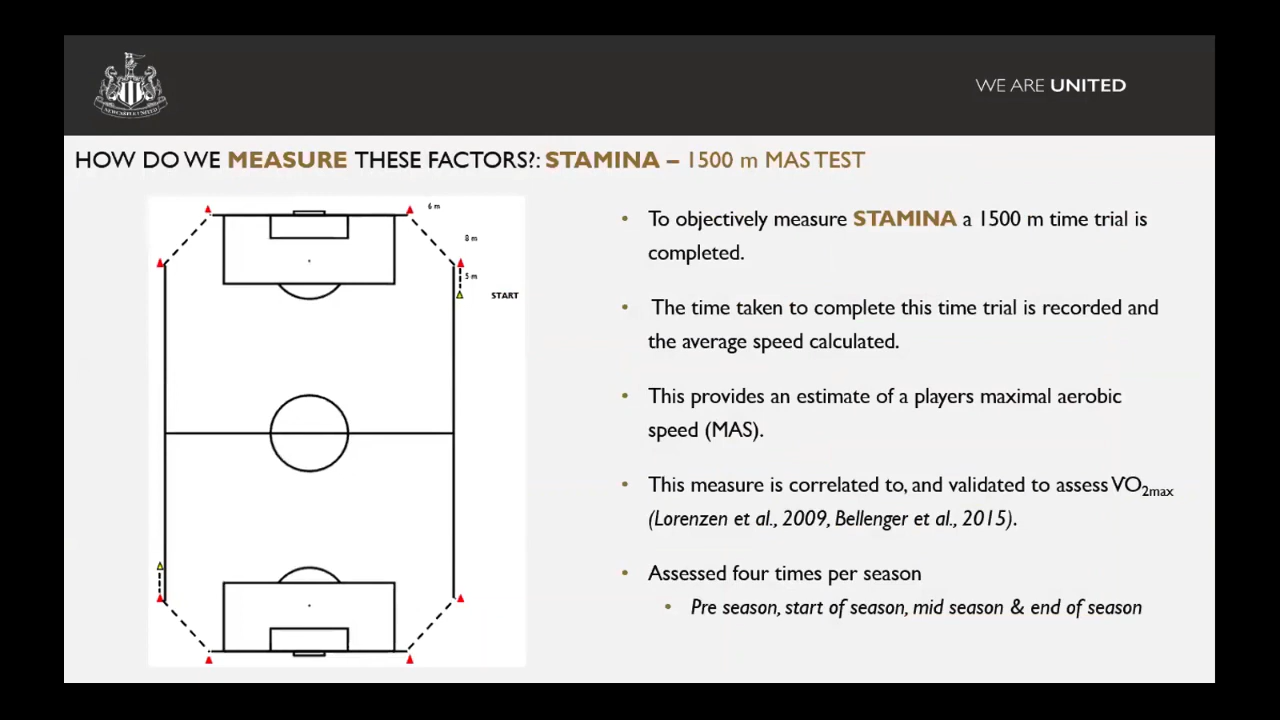 NEWCASTLE UNITED
WE ARE UNITED
HOW DO WE MEASURE THESE FACTORS?: STAMINA – 1500 m MAS TEST
6 m
8 m
5 m
START
• To objectively measure STAMINA a 1500 m time trial is
completed.
• The time taken to complete this time trial is recorded and
the average speed calculated.
• This provides an estimate of a players maximal aerobic
speed (MAS).
• This measure is correlated to, and validated to assess VO2max
(Lorenzen et al., 2009, Bellenger et al., 2015).
• Assessed four times per season
• Pre season, start of season, mid season & end of season